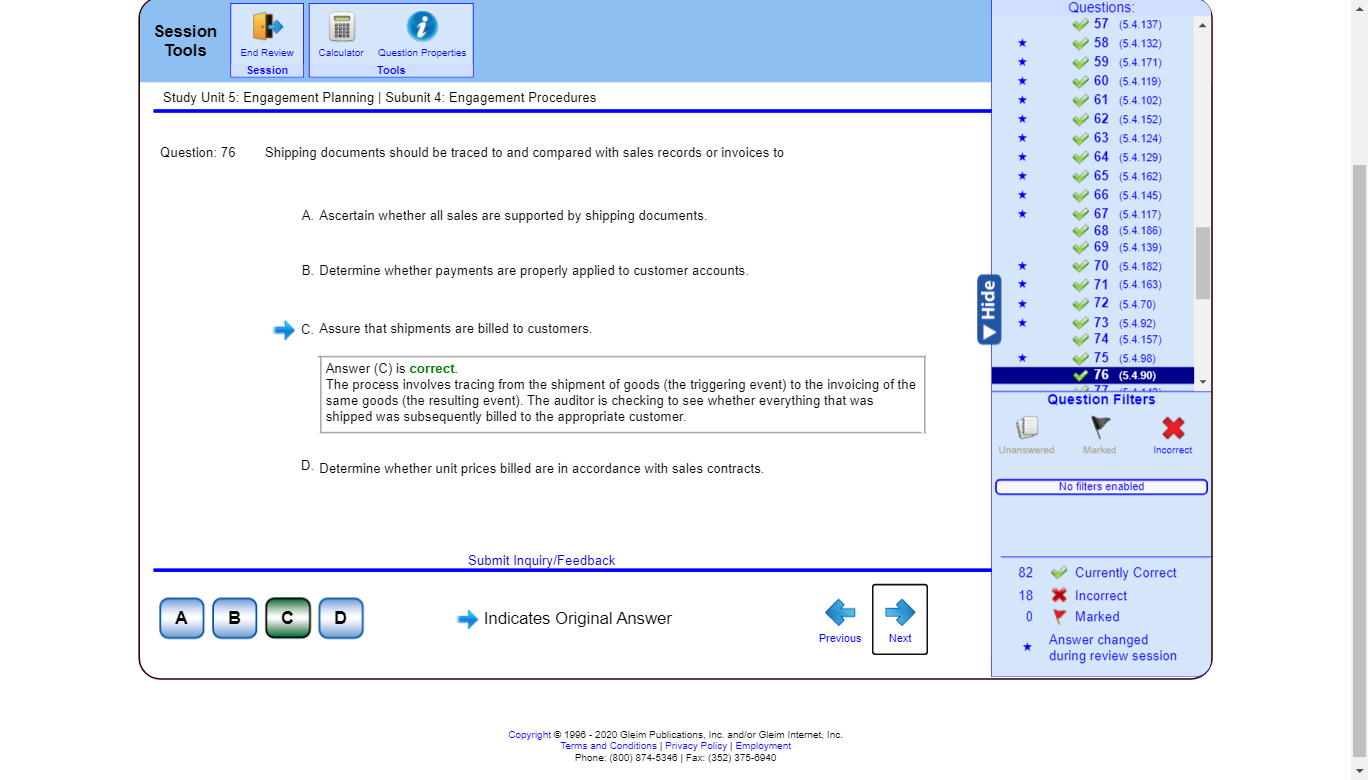 Session
Tools
End Review
Session
Calculator
Question Properties
Tools
Study Unit 5: Engagement Planning | Subunit 4: Engagement Procedures
Question: 76 Shipping documents should be traced to and compared with sales records or invoices to
A. Ascertain whether all sales are supported by shipping documents.
B. Determine whether payments are properly applied to customer accounts.
C. Assure that shipments are billed to customers.
Answer (C) is correct.
The process involves tracing from the shipment of goods (the triggering event) to the invoicing of the
same goods (the resulting event). The auditor is checking to see whether everything that was
shipped was subsequently billed to the appropriate customer.
D. Determine whether unit prices billed are in accordance with sales contracts.
Submit Inquiry/Feedback
A B C D
Indicates Original Answer
Previous
Next
Hide
Questions:
57 (5.4.137)
58 (5.4.132)
59 (5.4.171)
60 (5.4.119)
61 (5.4.102)
62 (5.4.152)
63 (5.4.124)
64 (5.4.129)
65 (5.4.162)
66 (5.4.145)
67 (5.4.117)
68 (5.4.186)
69 (5.4.139)
70 (5.4.182)
71 (5.4.163)
72 (5.4.70)
73 (5.4.92)
74 (5.4.157)
75 (5.4.98)
76 (5.4.90)
77
Question Filters
Unanswered
Marked
Incorrect
No filters enabled
82 Currently Correct
18 Incorrect
0 Marked
Answer changed
during review session
Copyright © 1996 - 2020 Gleim Publications, Inc. and/or Gleim Internet, Inc.
Terms and Conditions | Privacy Policy | Employment
Phone: (800) 874-5346 | Fax: (352) 375-6940